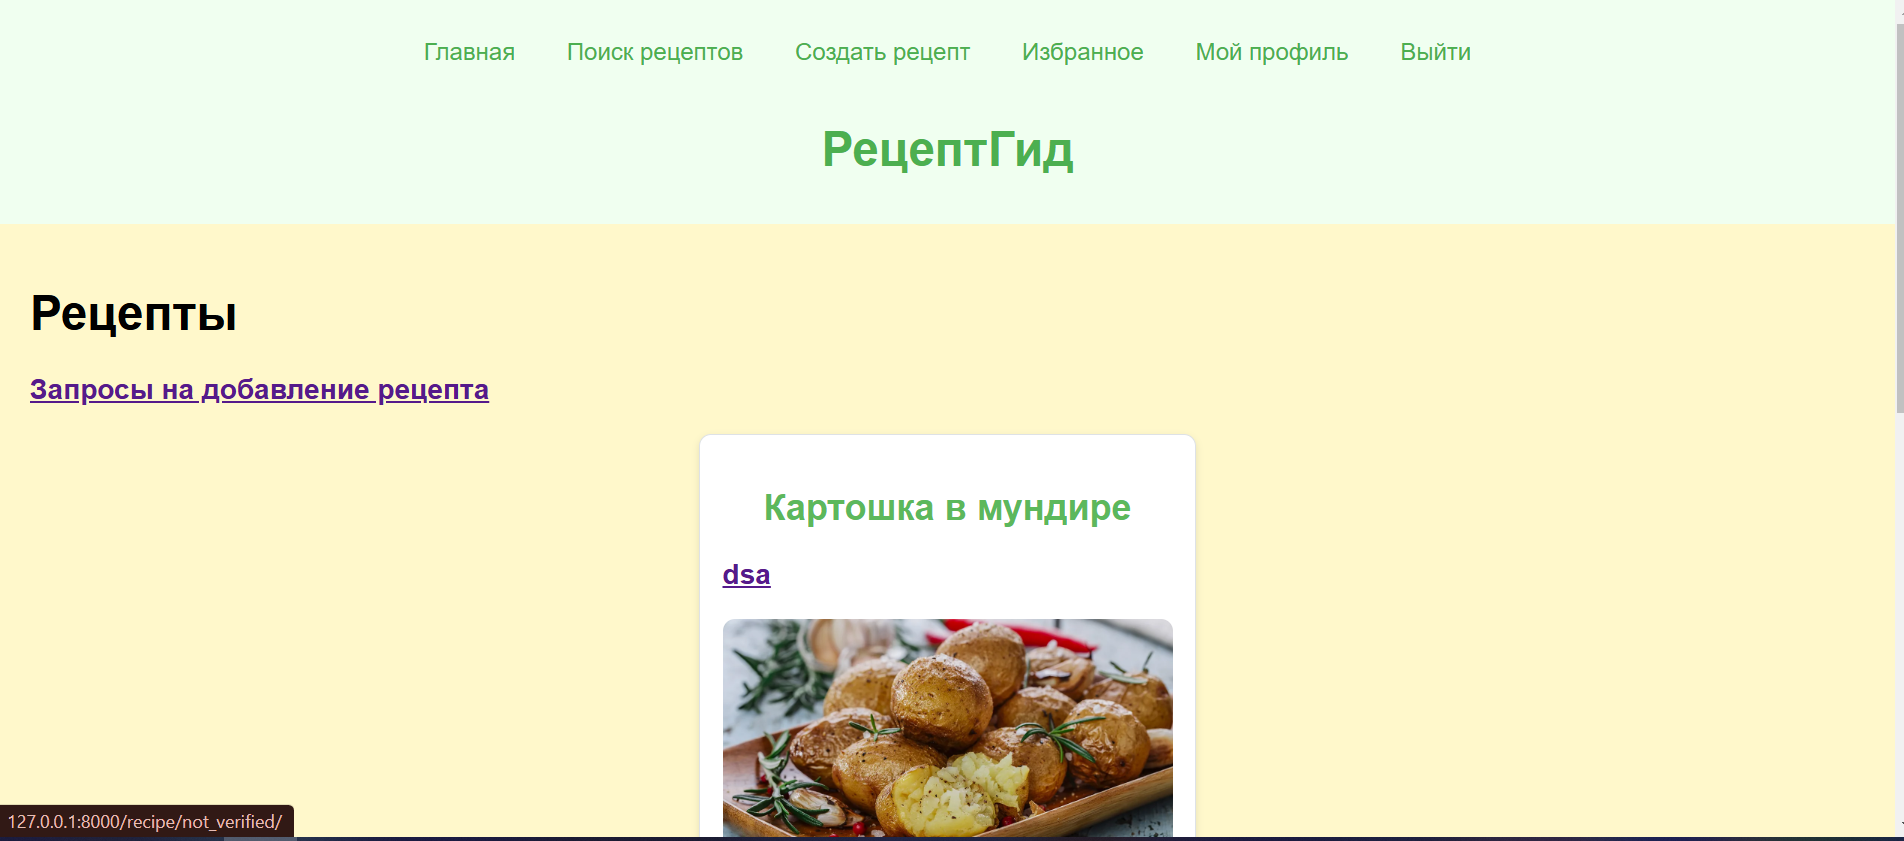 Главная Поиск рецептов Создать рецепт Избранное Мой профиль Выйти
РецептГид
Рецепты
Запросы на добавление рецепта
Картошка в мундире
dsa
127.0.0.1:8000/recipe/not_verified/